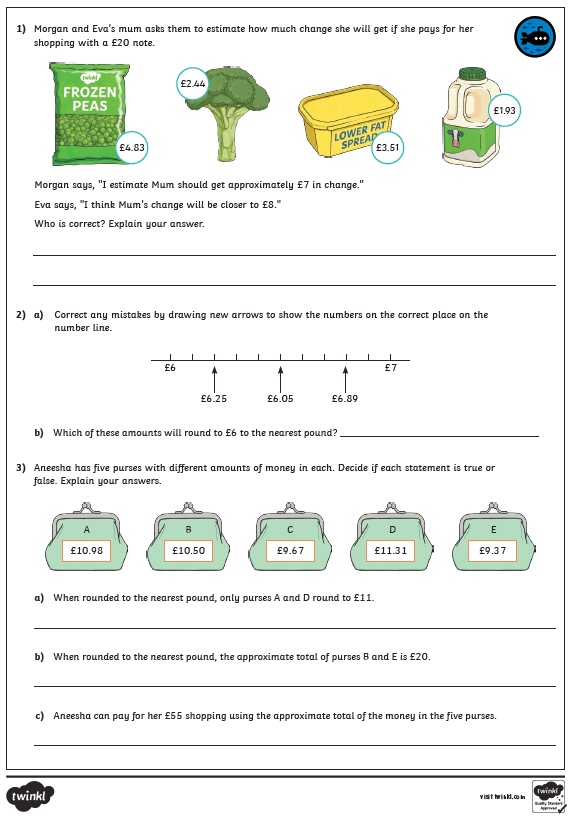 1) Morgan and Eva's mum asks them to estimate how much change she will get if she pays for her
shopping with a £20 note.
twinkl
FROZEN
PEAS
£4.83
£2.44
LOWER FAT
SPREAD
£3.51
£1.93
Morgan says, "I estimate Mum should get approximately £7 in change."
Eva says, "I think Mum's change will be closer to £8."
Who is correct? Explain your answer.
2) a) Correct any mistakes by drawing new arrows to show the numbers on the correct place on the
number line.
£6 £7
£6.25 £6.05 £6.89
b) Which of these amounts will round to £6 to the nearest pound?
3) Aneesha has five purses with different amounts of money in each. Decide if each statement is true or
false. Explain your answers.
A B C D E
£10.98 £10.50 £9.67 £11.31 £9.37
a) When rounded to the nearest pound, only purses A and D round to £11.
b) When rounded to the nearest pound, the approximate total of purses B and E is £20.
c) Aneesha can pay for her £55 shopping using the approximate total of the money in the five purses.
twinkl
visit twinkl.com
twinkl
Quality Standard
Approved